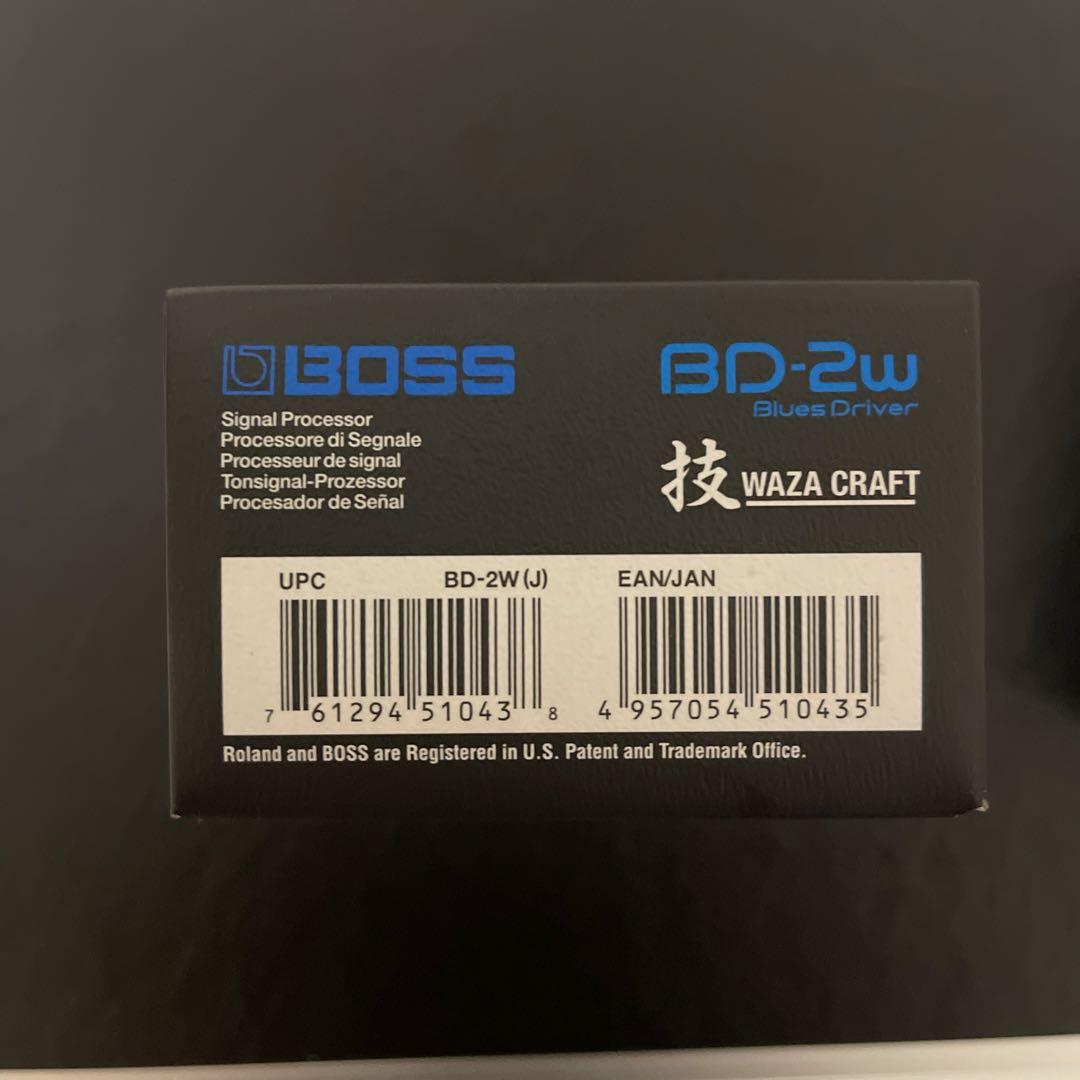 BOSS
Signal Processor
Processore di Segnale
Processeur de signal
Tonsignal-Prozessor
Procesador de Señal
BD-2w
Blues Driver
技 WAZA CRAFT
UPC BD-2W (J) EAN/JAN
7 61294 51043 8 4 957054 510435
Roland and BOSS are Registered in U.S. Patent and Trademark Office.